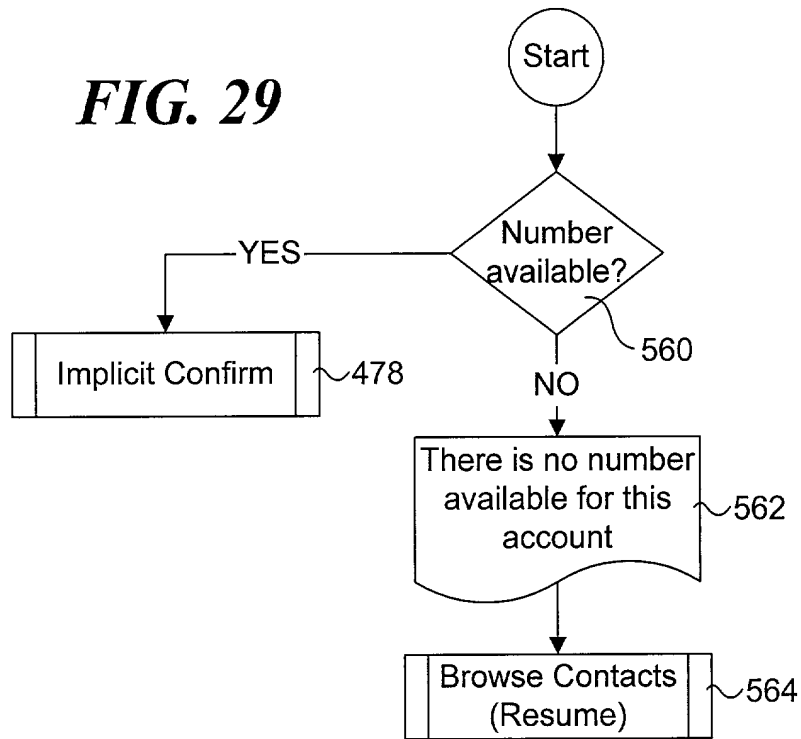 FIG. 29
Start
Number
available?
560
YES
Implicit Confirm
478
NO
There is no number
available for this
account
562
Browse Contacts
(Resume)
564